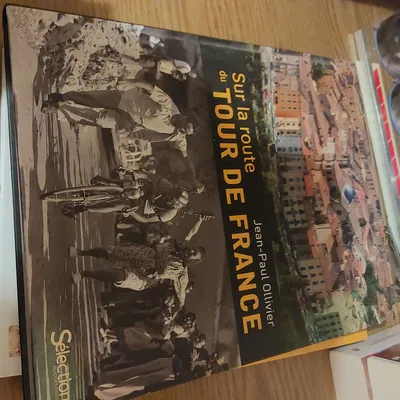 Jean-Paul Ollivier
Sur la route
du TOUR DE FRANCE
Sélection